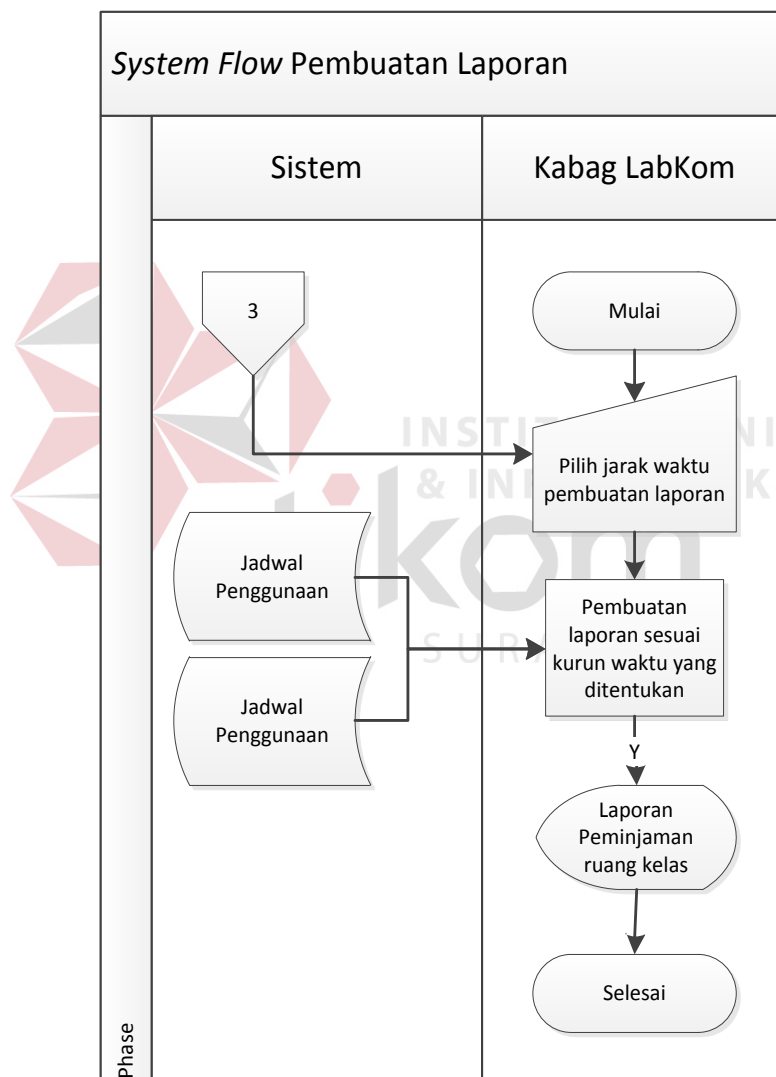 System Flow Pembuatan Laporan
Sistem
Kabag LabKom
3
Mulai
Pilih jarak waktu
pembuatan laporan
Jadwal
Penggunaan
Pembuatan
laporan sesuai
kurun waktu yang
ditentukan
Jadwal
Penggunaan
Y
Laporan
Peminjaman
ruang kelas
Selesai
Phase